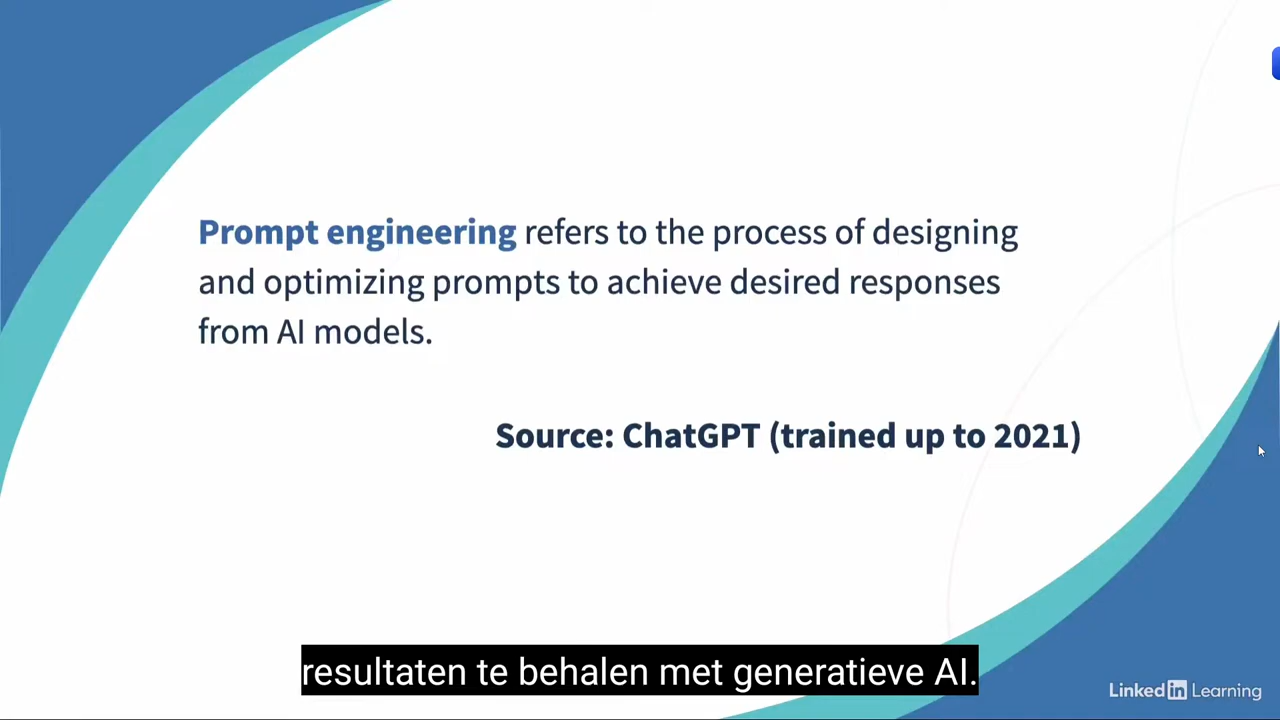 Prompt engineering refers to the process of designing
and optimizing prompts to achieve desired responses
from AI models.
Source: ChatGPT (trained up to 2021)
resultaten te behalen met generatieve AI.
Linked in Learning